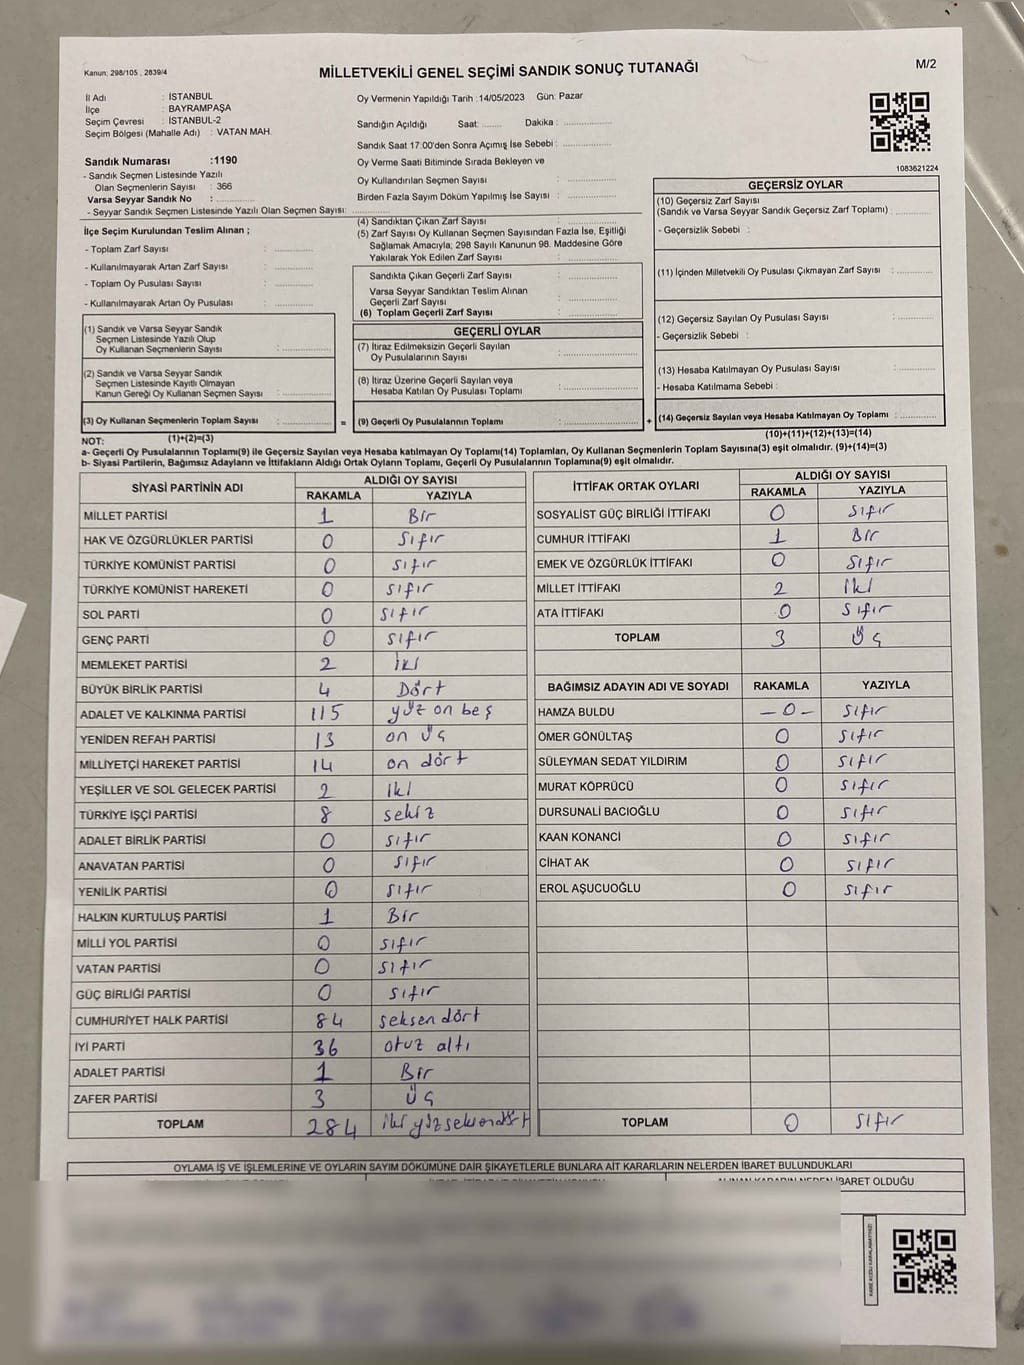 Kanun: 298/105 , 2839/4
MİLLETVEKİLİ GENEL SEÇİMİ SANDIK SONUÇ TUTANAĞI
M/2
İl Adı : İSTANBUL
İlçe : BAYRAMPAŞA
Seçim Çevresi : İSTANBUL-2
Seçim Bölgesi (Mahalle Adı) : VATAN MAH.
Sandık Numarası :1190
- Sandık Seçmen Listesinde Yazılı
Olan Seçmenlerin Sayısı : 366
Varsa Seyyar Sandık No :
- Seyyar Sandık Seçmen Listesinde Yazılı Olan Seçmen Sayısı: ..............
Oy Vermenin Yapıldığı Tarih :14/05/2023 Gün: Pazar
Sandığın Açıldığı Saat: ....... Dakika : ..............
Sandık Saat 17:00'den Sonra Açımış İse Sebebi : ..............
Oy Verme Saati Bitiminde Sırada Bekleyen ve
Oy Kullandırılan Seçmen Sayısı : ..............
Birden Fazla Sayım Döküm Yapılmış İse Sayısı : ..............
1083621224
İlçe Seçim Kurulundan Teslim Alınan ;
- Toplam Zarf Sayısı : ..............
- Kullanılmayarak Artan Zarf Sayısı : ..............
- Toplam Oy Pusulası Sayısı : ..............
- Kullanılmayarak Artan Oy Pusulası : ..............
(1) Sandık ve Varsa Seyyar Sandık
Seçmen Listesinde Yazılı Olup
Oy Kullanan Seçmenlerin Sayısı : ..............
(2) Sandık ve Varsa Seyyar Sandık
Seçmen Listesinde Kayıtlı Olmayan
Kanun Gereği Oy Kullanan Seçmen Sayısı : ..............
(3) Oy Kullanan Seçmenlerin Toplam Sayısı : ..............
(1)+(2)=(3)
(4) Sandıktan Çıkan Zarf Sayısı : ..............
(5) Zarf Sayısı Oy Kullanan Seçmen Sayısından Fazla İse, Eşitliği
Sağlamak Amacıyla; 298 Sayılı Kanunun 98. Maddesine Göre
Yakılarak Yok Edilen Zarf Sayısı : ..............
Sandıkta Çıkan Geçerli Zarf Sayısı : ..............
Varsa Seyyar Sandıktan Teslim Alınan
Geçerli Zarf Sayısı : ..............
(6) Toplam Geçerli Zarf Sayısı : ..............
GEÇERLİ OYLAR
(7) İtiraz Edilmeksizin Geçerli Sayılan
Oy Pusulalarının Sayısı : ..............
(8) İtiraz Üzerine Geçerli Sayılan veya
Hesaba Katılan Oy Pusulası Toplamı : ..............
= (9) Geçerli Oy Pusulalarının Toplamı : ..............
GEÇERSİZ OYLAR
(10) Geçersiz Zarf Sayısı
(Sandık ve Varsa Seyyar Sandık Geçersiz Zarf Toplamı) : ..............
- Geçersizlik Sebebi :
(11) İçinden Milletvekili Oy Pusulası Çıkmayan Zarf Sayısı : ..............
(12) Geçersiz Sayılan Oy Pusulası Sayısı : ..............
- Geçersizlik Sebebi :
(13) Hesaba Katılmayan Oy Pusulası Sayısı : ..............
- Hesaba Katılmama Sebebi :
+ (14) Geçersiz Sayılan veya Hesaba Katılmayan Oy Toplamı : ..............
(10)+(11)+(12)+(13)=(14)
NOT:
a- Geçerli Oy Pusulalarının Toplamı(9) ile Geçersiz Sayılan veya Hesaba katılmayan Oy Toplamı(14) Toplamları, Oy Kullanan Seçmenlerin Toplam Sayısına(3) eşit olmalıdır. (9)+(14)=(3)
b- Siyasi Partilerin, Bağımsız Adayların ve İttifakların Aldığı Ortak Oyların Toplamı, Geçerli Oy Pusulalarının Toplamına(9) eşit olmalıdır.
SİYASİ PARTİNİN ADI ALDIĞI OY SAYISI
RAKAMLA YAZIYLA
MİLLET PARTİSİ 1 Bir
HAK VE ÖZGÜRLÜKLER PARTİSİ 0 Sıfır
TÜRKİYE KOMÜNİST PARTİSİ 0 sıfır
TÜRKİYE KOMÜNİST HAREKETİ 0 sıfır
SOL PARTİ 0 sıfır
GENÇ PARTİ 0 sıfır
MEMLEKET PARTİSİ 2 iki
BÜYÜK BİRLİK PARTİSİ 4 Dört
ADALET VE KALKINMA PARTİSİ 115 yüz on beş
YENİDEN REFAH PARTİSİ 13 on üç
MİLLİYETÇİ HAREKET PARTİSİ 14 on dört
YEŞİLLER VE SOL GELECEK PARTİSİ 2 iki
TÜRKİYE İŞÇİ PARTİSİ 8 sekiz
ADALET BİRLİK PARTİSİ 0 sıfır
ANAVATAN PARTİSİ 0 sıfır
YENİLİK PARTİSİ 0 sıfır
HALKIN KURTULUŞ PARTİSİ 1 Bir
MİLLİ YOL PARTİSİ 0 sıfır
VATAN PARTİSİ 0 sıfır
GÜÇ BİRLİĞİ PARTİSİ 0 sıfır
CUMHURİYET HALK PARTİSİ 84 seksen dört
İYİ PARTİ 36 otuz altı
ADALET PARTİSİ 1 Bir
ZAFER PARTİSİ 3 üç
TOPLAM 284 iki yüz seksen dört
İTTİFAK ORTAK OYLARI ALDIĞI OY SAYISI
RAKAMLA YAZIYLA
SOSYALİST GÜÇ BİRLİĞİ İTTİFAKI 0 sıfır
CUMHUR İTTİFAKI 1 Bir
EMEK VE ÖZGÜRLÜK İTTİFAKI 0 sıfır
MİLLET İTTİFAKI 2 iki
ATA İTTİFAKI 0 sıfır
TOPLAM 3 üç
BAĞIMSIZ ADAYIN ADI VE SOYADI RAKAMLA YAZIYLA
HAMZA BULDU -0- sıfır
ÖMER GÖNÜLTAŞ 0 sıfır
SÜLEYMAN SEDAT YILDIRIM 0 sıfır
MURAT KÖPRÜCÜ 0 sıfır
DURSUNALİ BACIOĞLU 0 sıfır
KAAN KONANCİ 0 sıfır
CİHAT AK 0 sıfır
EROL AŞUCUOĞLU 0 sıfır
TOPLAM 0 sıfır
OYLAMA İŞ VE İŞLEMLERİNE VE OYLARIN SAYIM DÖKÜMÜNE DAİR ŞİKAYETLERLE BUNLARA AİT KARARLARIN NELERDEN İBARET BULUNDUKLARI
ALINAN KARARIN NEDEN İBARET OLDUĞU